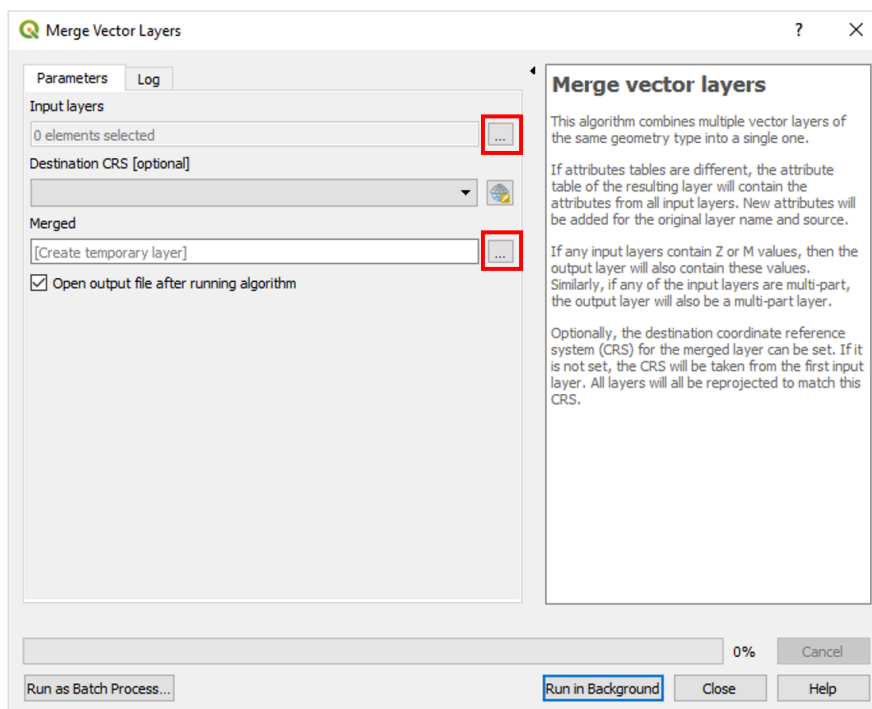 Merge Vector Layers
?
Parameters
Log
Input layers
0 elements selected
...
Destination CRS [optional]
Merged
[Create temporary layer]
...
Open output file after running algorithm
Merge vector layers
This algorithm combines multiple vector layers of
the same geometry type into a single one.
If attributes tables are different, the attribute
table of the resulting layer will contain the
attributes from all input layers. New attributes will
be added for the original layer name and source.
If any input layers contain Z or M values, then the
output layer will also contain these values.
Similarly, if any of the input layers are multi-part,
the output layer will also be a multi-part layer.
Optionally, the destination coordinate reference
system (CRS) for the merged layer can be set. If it
is not set, the CRS will be taken from the first input
layer. All layers will all be reprojected to match this
CRS.
0%
Cancel
Run as Batch Process...
Run in Background
Close
Help